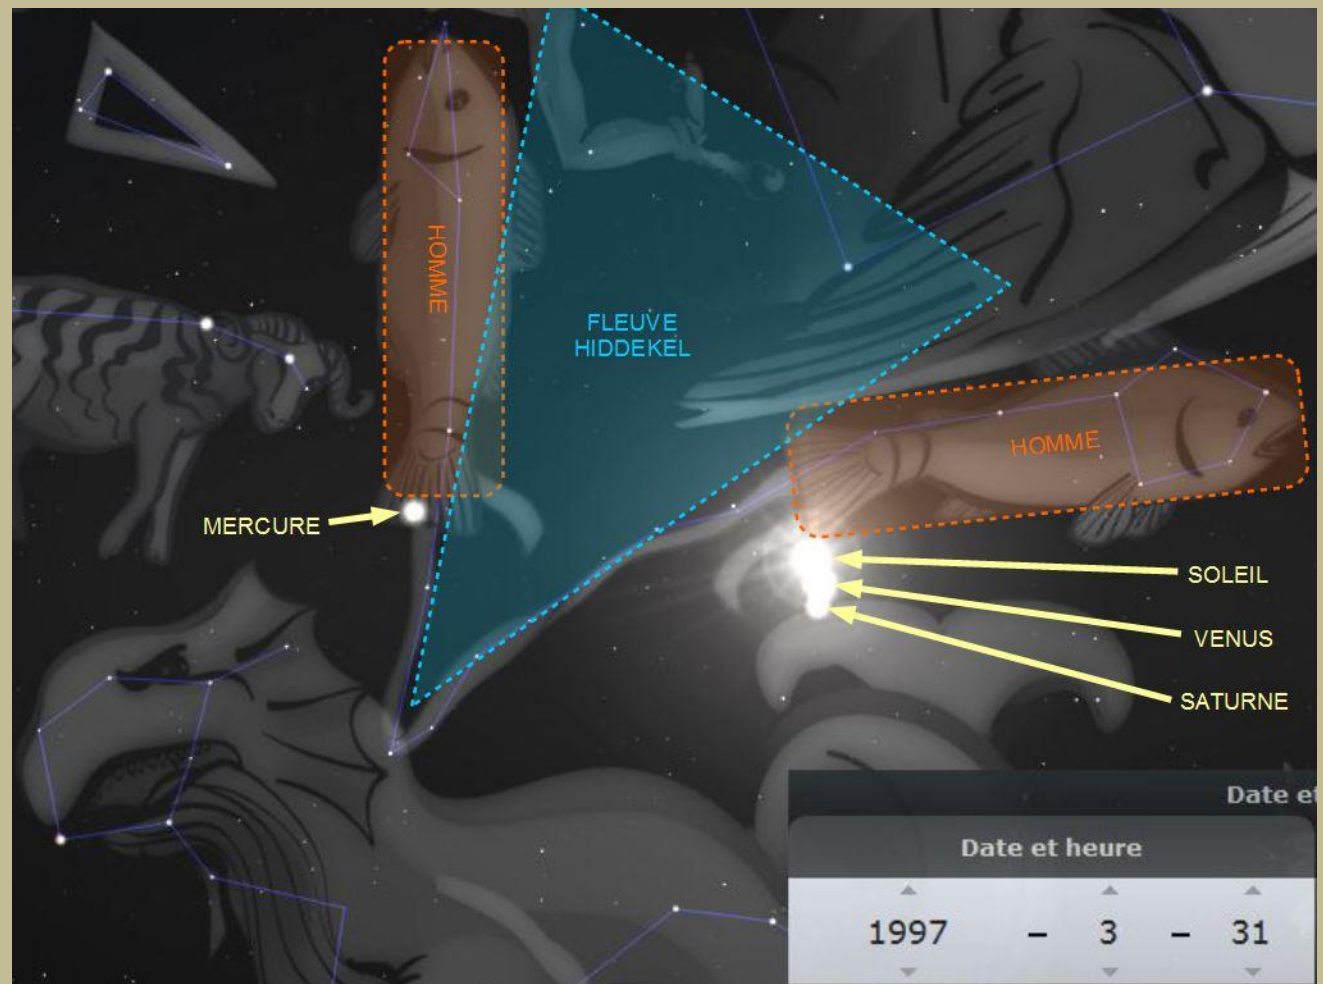 HOMME
FLEUVE
HIDDEKEL
HOMME
MERCURE
SOLEIL
VENUS
SATURNE
Date et
Date et heure
1997 - 3 - 31